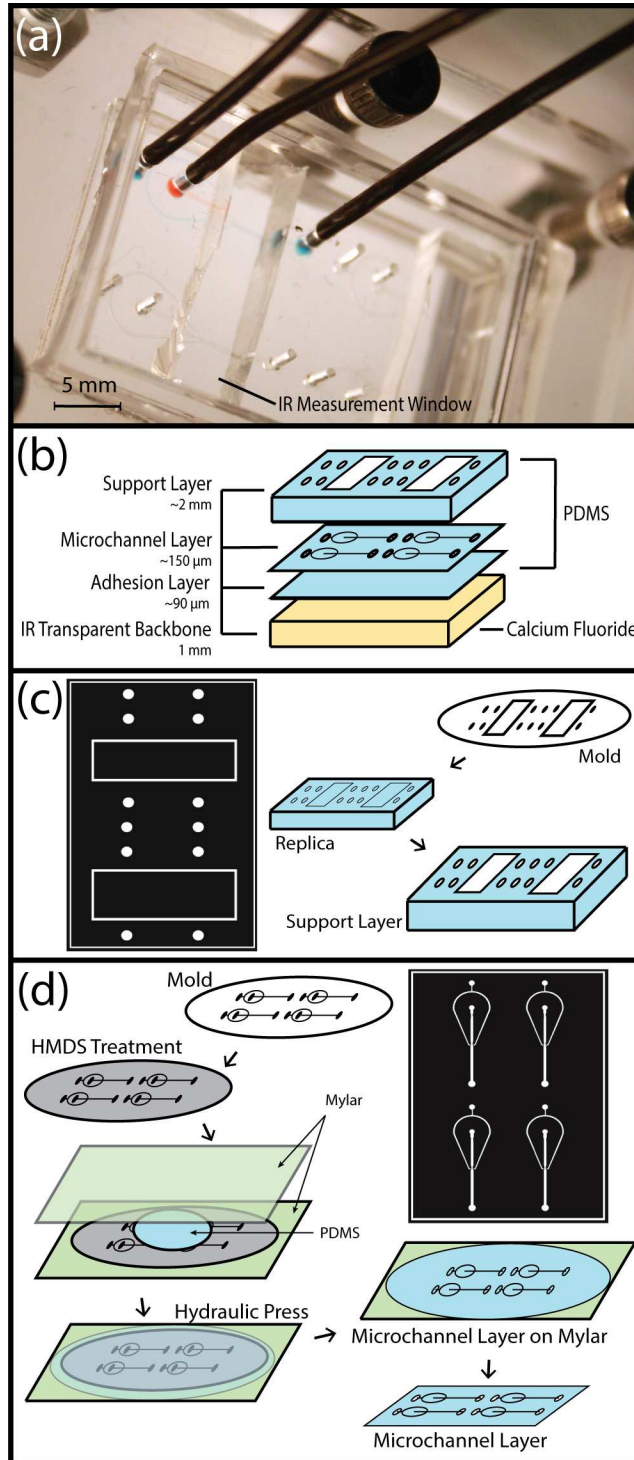 (a)
5 mm
IR Measurement Window
(b)
Support Layer
~2 mm
Microchannel Layer
~150 µm
Adhesion Layer
~90 µm
IR Transparent Backbone
1 mm
PDMS
Calcium Fluoride
(c)
Mold
Replica
Support Layer
(d)
Mold
HMDS Treatment
Mylar
PDMS
Hydraulic Press
Microchannel Layer on Mylar
Microchannel Layer